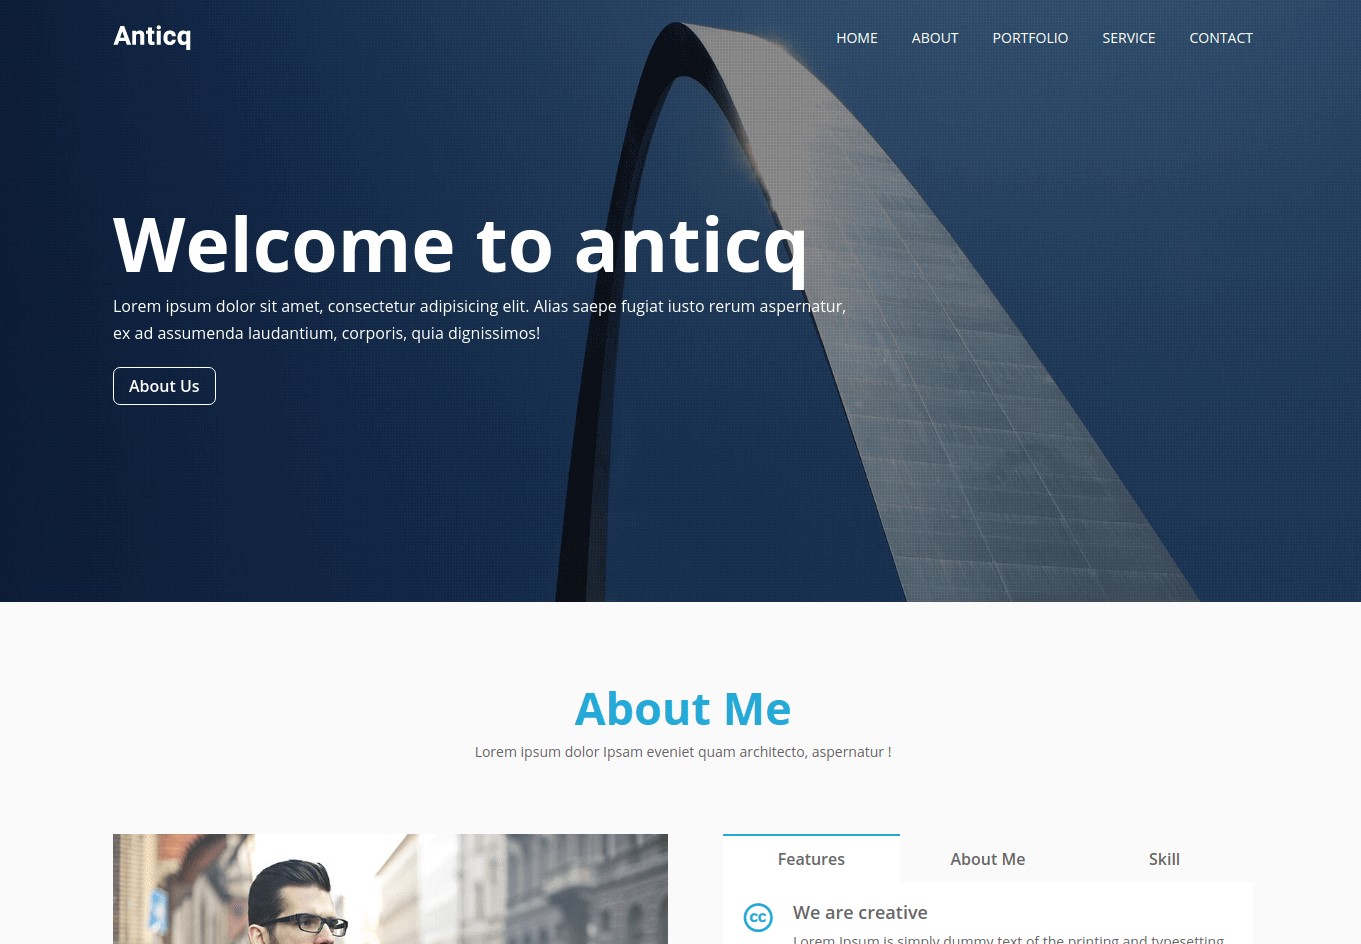 Anticq
HOME ABOUT PORTFOLIO SERVICE CONTACT
Welcome to anticq
Lorem ipsum dolor sit amet, consectetur adipisicing elit. Alias saepe fugiat iusto rerum aspernatur,
ex ad assumenda laudantium, corporis, quia dignissimos!
About Us
About Me
Lorem ipsum dolor Ipsam eveniet quam architecto, aspernatur !
Features About Me Skill
cc
We are creative
Lorem Ipsum is simply dummy text of the printing and typesetting